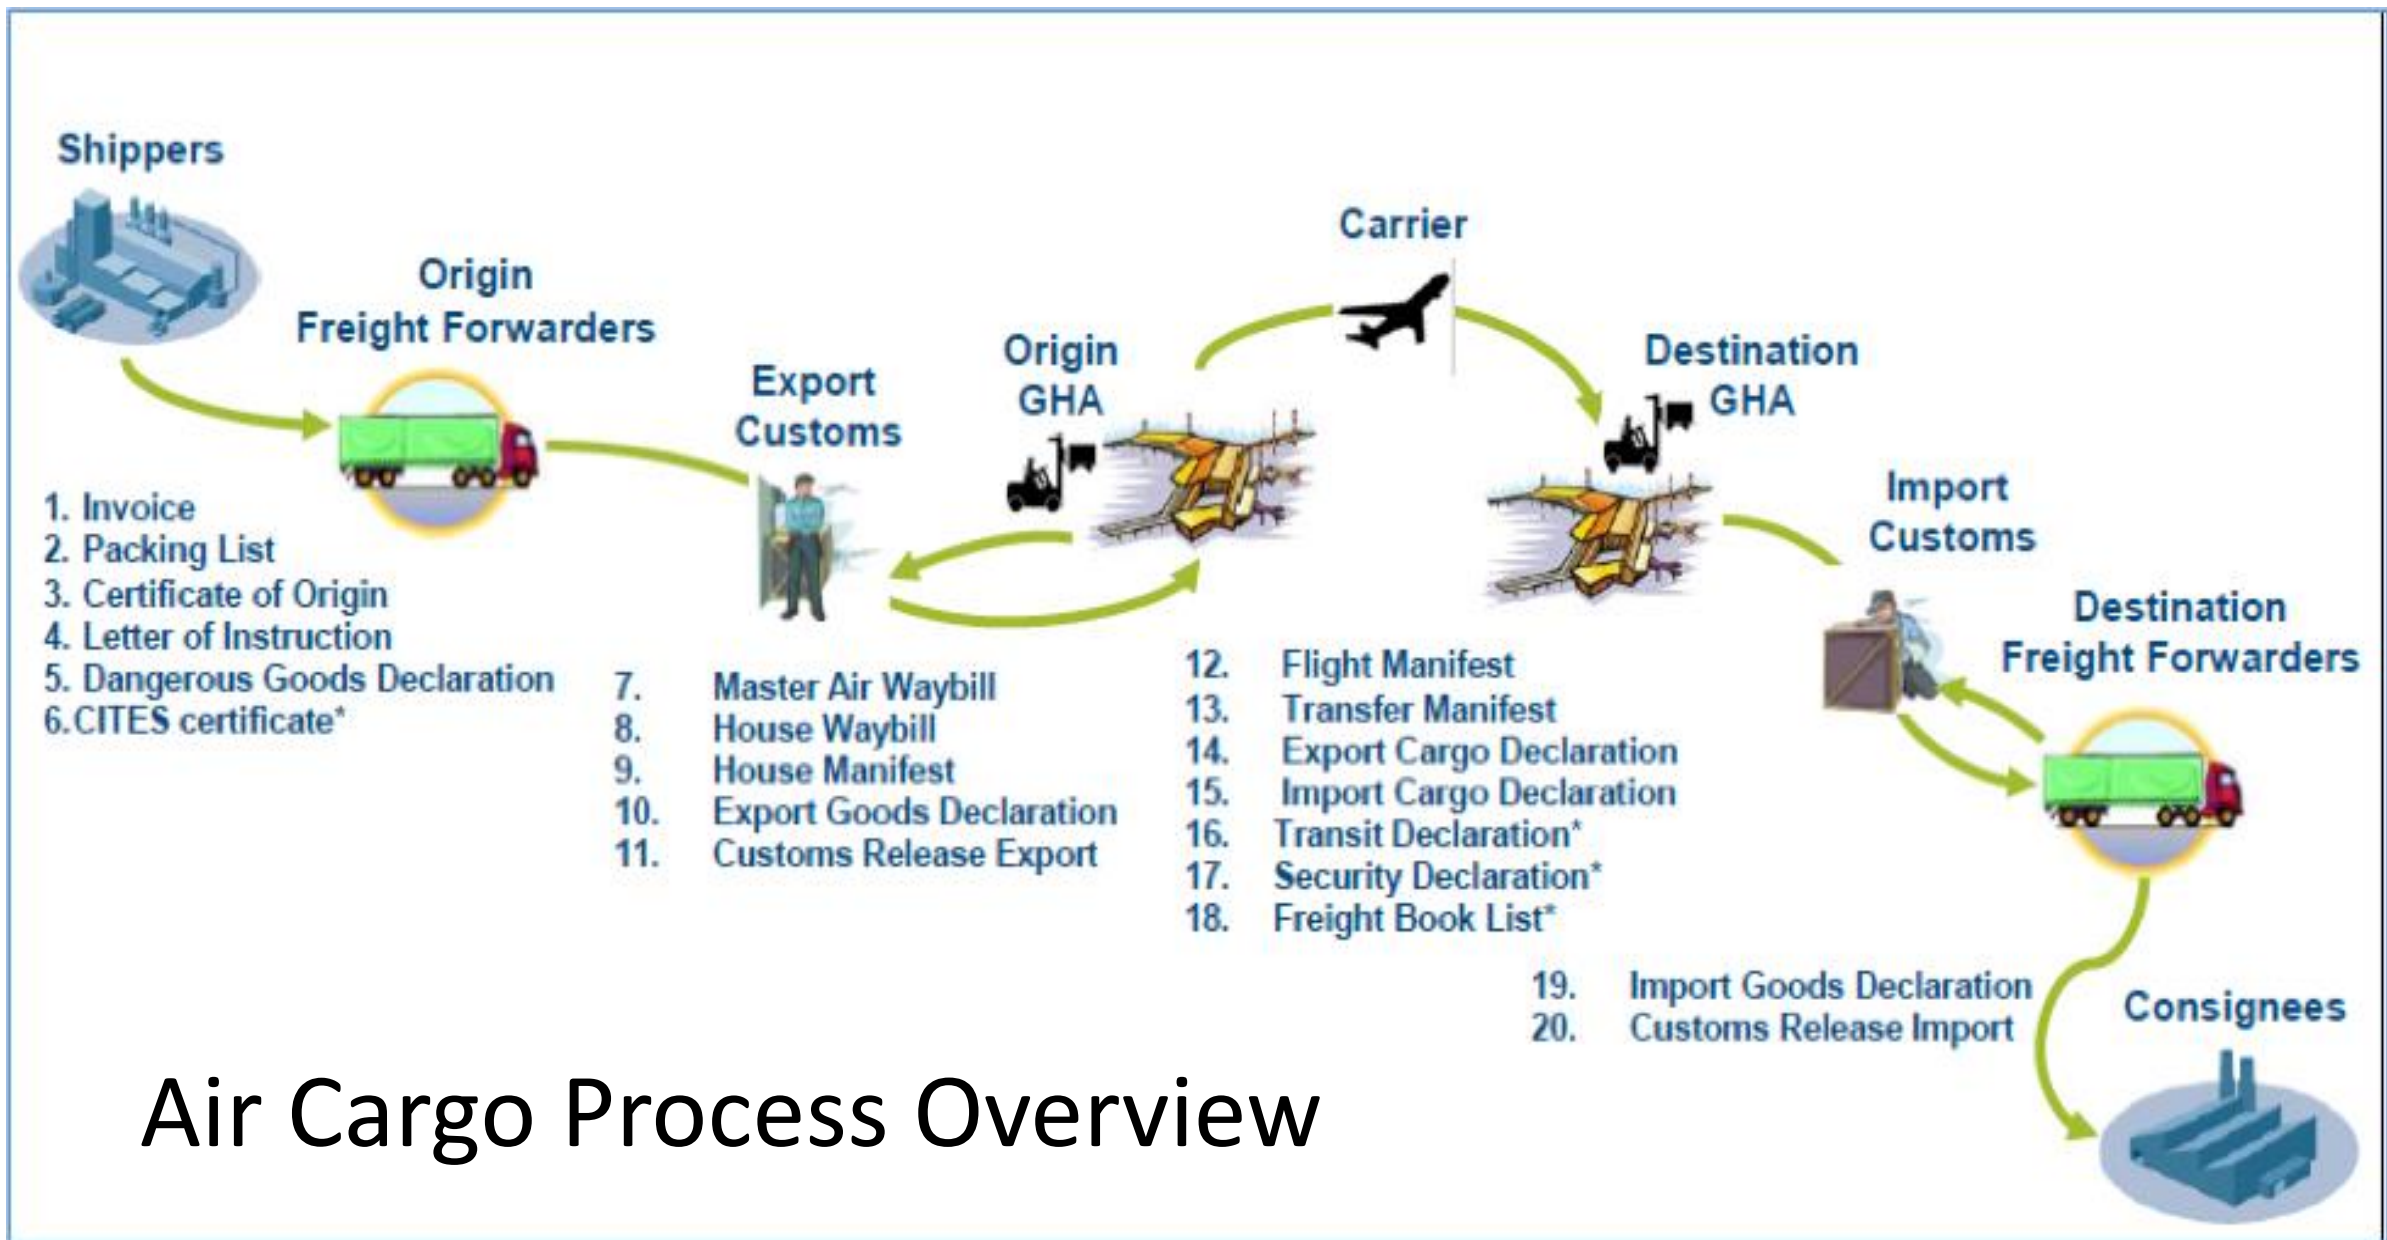 Shippers
Origin
Freight Forwarders
Export
Customs
Origin
GHA
Carrier
Destination
GHA
Import
Customs
Destination
Freight Forwarders
Consignees
1. Invoice
2. Packing List
3. Certificate of Origin
4. Letter of Instruction
5. Dangerous Goods Declaration
6.CITES certificate*
7. Master Air Waybill
8. House Waybill
9. House Manifest
10. Export Goods Declaration
11. Customs Release Export
12. Flight Manifest
13. Transfer Manifest
14. Export Cargo Declaration
15. Import Cargo Declaration
16. Transit Declaration*
17. Security Declaration*
18. Freight Book List*
19. Import Goods Declaration
20. Customs Release Import
Air Cargo Process Overview